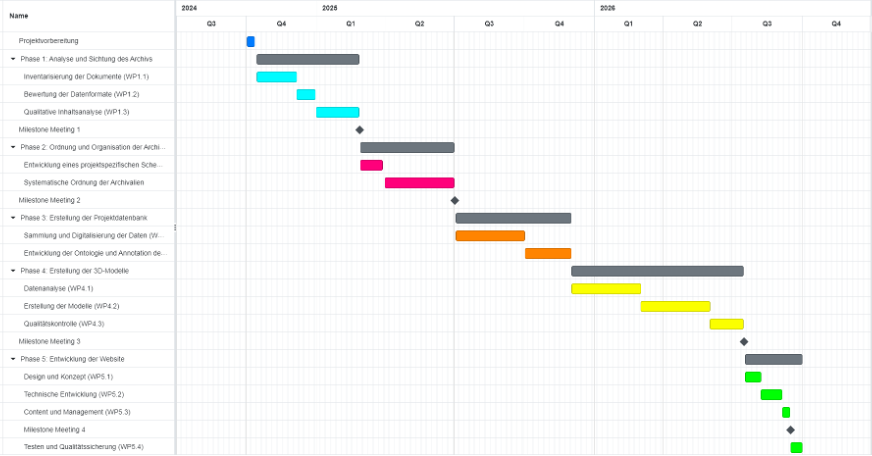 2024 2025 2026
Name
Q3 Q4 Q1 Q2 Q3 Q4 Q1 Q2 Q3 Q4
Projektvorbereitung
Phase 1: Analyse und Sichtung des Archivs
Inventarisierung der Dokumente (WP1.1)
Bewertung der Datenformate (WP1.2)
Qualitative Inhaltsanalyse (WP1.3)
Milestone Meeting 1
Phase 2: Ordnung und Organisation der Archi...
Entwicklung eines projektspezifischen Sche...
Systematische Ordnung der Archivalien
Milestone Meeting 2
Phase 3: Erstellung der Projektdatenbank
Sammlung und Digitalisierung der Daten (W...
Entwicklung der Ontologie und Annotation de...
Phase 4: Erstellung der 3D-Modelle
Datenanalyse (WP4.1)
Erstellung der Modelle (WP4.2)
Qualitätskontrolle (WP4.3)
Milestone Meeting 3
Phase 5: Entwicklung der Website
Design und Konzept (WP5.1)
Technische Entwicklung (WP5.2)
Content und Management (WP5.3)
Milestone Meeting 4
Testen und Qualitätssicherung (WP5.4)